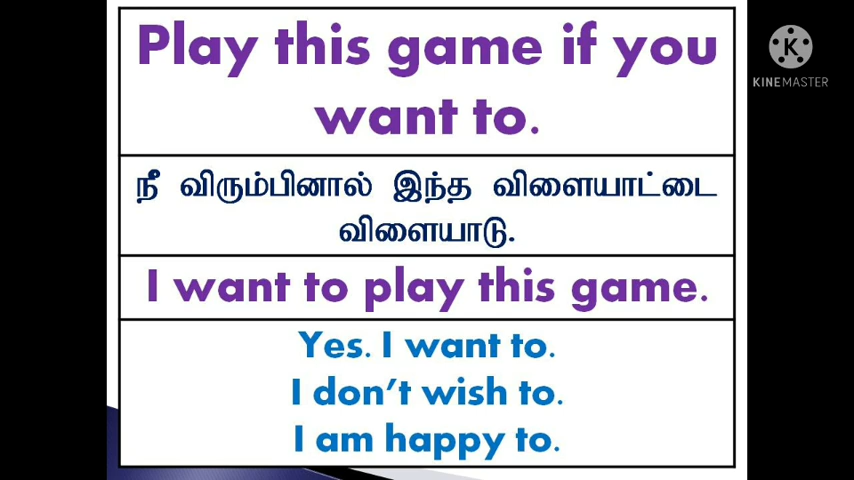 Play this game if you
want to.
நீ விரும்பினால் இந்த விளையாட்டை
விளையாடு.
I want to play this game.
Yes. I want to.
I don't wish to.
I am happy to.
K
KINEMASTER